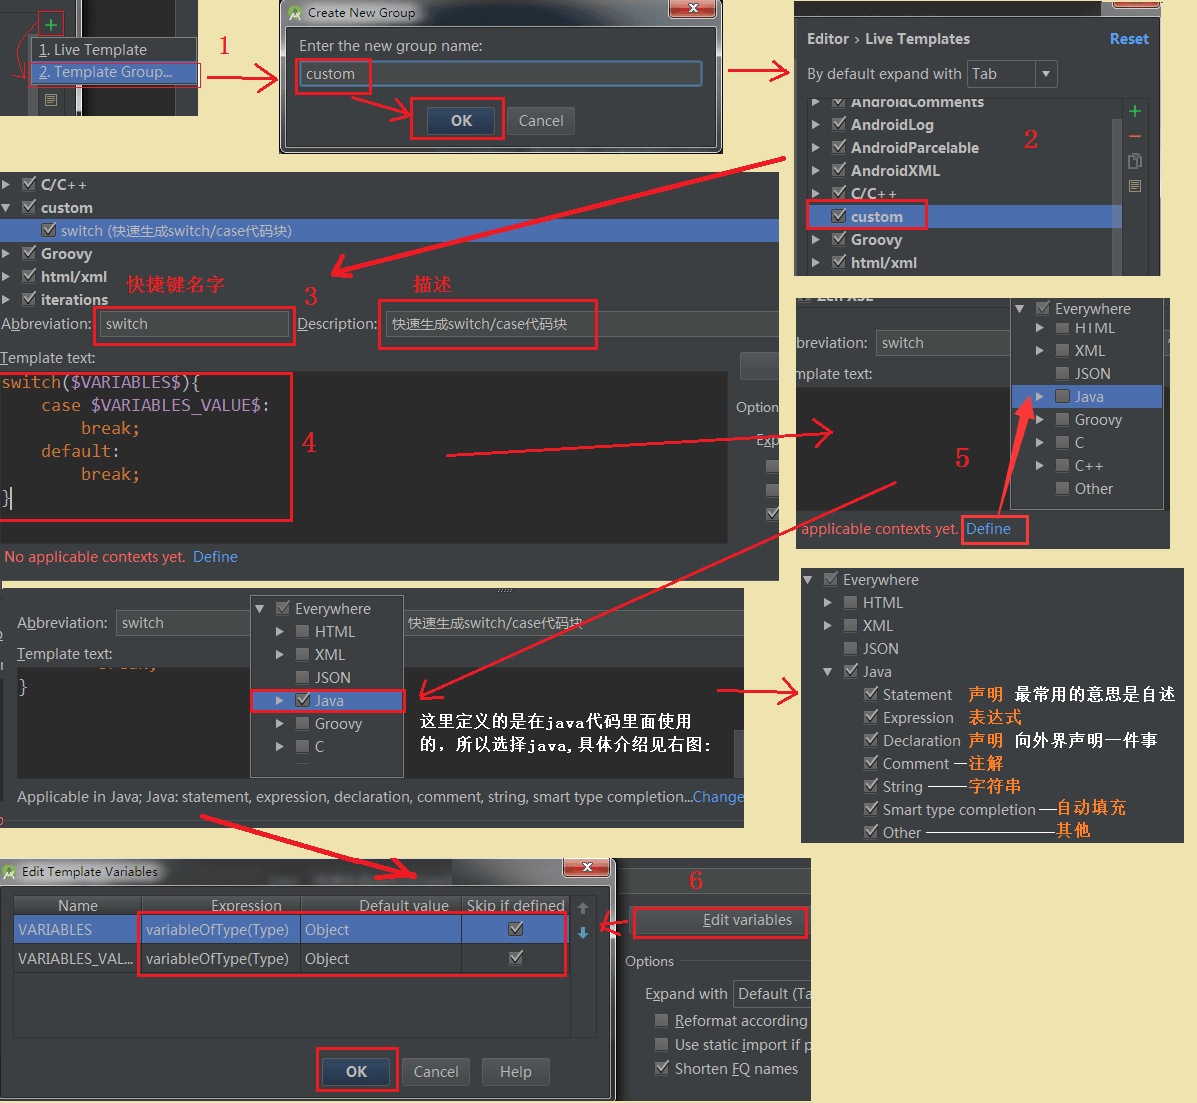 1. Live Template
2. Template Group...
1
Create New Group
Enter the new group name:
custom
OK
Cancel
Editor › Live Templates
Reset
By default expand with
Tab
AndroidComments
AndroidLog
AndroidParcelable
AndroidXML
C/C++
custom
Groovy
html/xml
2
C/C++
custom
switch (快速生成switch/case代码块)
Groovy
html/xml
iterations
快捷键名字
3
描述
Abbreviation:
switch
Description:
快速生成switch/case代码块
Template text:
switch($VARIABLES$){
case $VARIABLES_VALUE$:
break;
default:
break;
}
4
Option
Exp
No applicable contexts yet. Define
breviation:
switch
mplate text:
Everywhere
HTML
XML
JSON
Java
Groovy
C
C++
Other
5
applicable contexts yet. Define
Abbreviation:
switch
快速生成switch/case代码块
Template text:
}
Everywhere
HTML
XML
JSON
Java
Groovy
C
这里定义的是在java代码里面使用
的，所以选择java,具体介绍见右图:
Applicable in Java; Java: statement, expression, declaration, comment, string, smart type completion...Change
Everywhere
HTML
XML
JSON
Java
Statement 声明 最常用的意思是自述
Expression 表达式
Declaration 声明 向外界声明一件事
Comment 注解
String 字符串
Smart type completion 自动填充
Other 其他
Edit Template Variables
Name
Expression
Default value
Skip if defined
VARIABLES
variableOfType(Type)
Object
VARIABLES_VAL...
variableOfType(Type)
Object
OK
Cancel
Help
6
Edit variables
Options
Expand with
Default (Ta
Reformat according
Use static import if p
Shorten FQ names